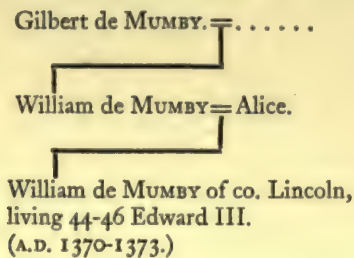 Gilbert de MUMBY.=......
William de MUMBY=Alice.
William de MUMBY of co. Lincoln,
living 44-46 Edward III.
(A.D. 1370-1373.)